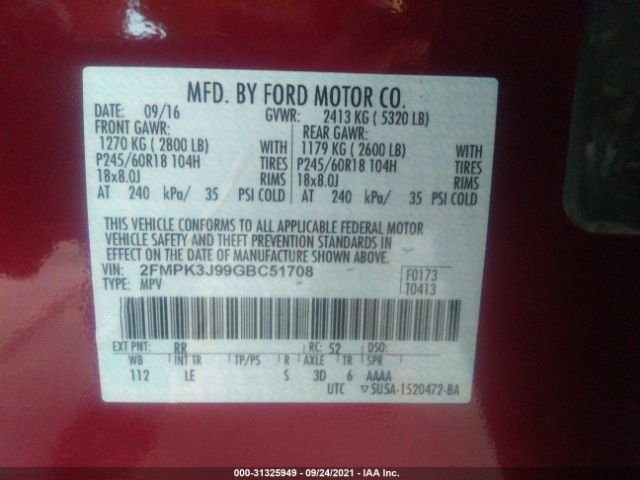 MFD. BY FORD MOTOR CO.
DATE: 09/16 GVWR: 2413 KG ( 5320 LB)
FRONT GAWR: REAR GAWR:
1270 KG ( 2800 LB) WITH 1179 KG ( 2600 LB) WITH
P245/60R18 104H TIRES P245/60R18 104H TIRES
18x8.0J RIMS 18x8.0J RIMS
AT 240 kPa/ 35 PSI COLD AT 240 kPa/ 35 PSI COLD
THIS VEHICLE CONFORMS TO ALL APPLICABLE FEDERAL MOTOR
VEHICLE SAFETY AND THEFT PREVENTION STANDARDS IN
EFFECT ON THE DATE OF MANUFACTURE SHOWN ABOVE.
VIN: 2FMPK3J99GBC51708 F0173
TYPE: MPV T0413
EXT PNT: RR RC: 52 DSO:
WB INT TR TP/PS R AXLE TR SPR
112 LE S 3D 6 AAAA
UTC ▽5U5A-1520472-BA
000-31325949 - 09/24/2021 - IAA Inc.